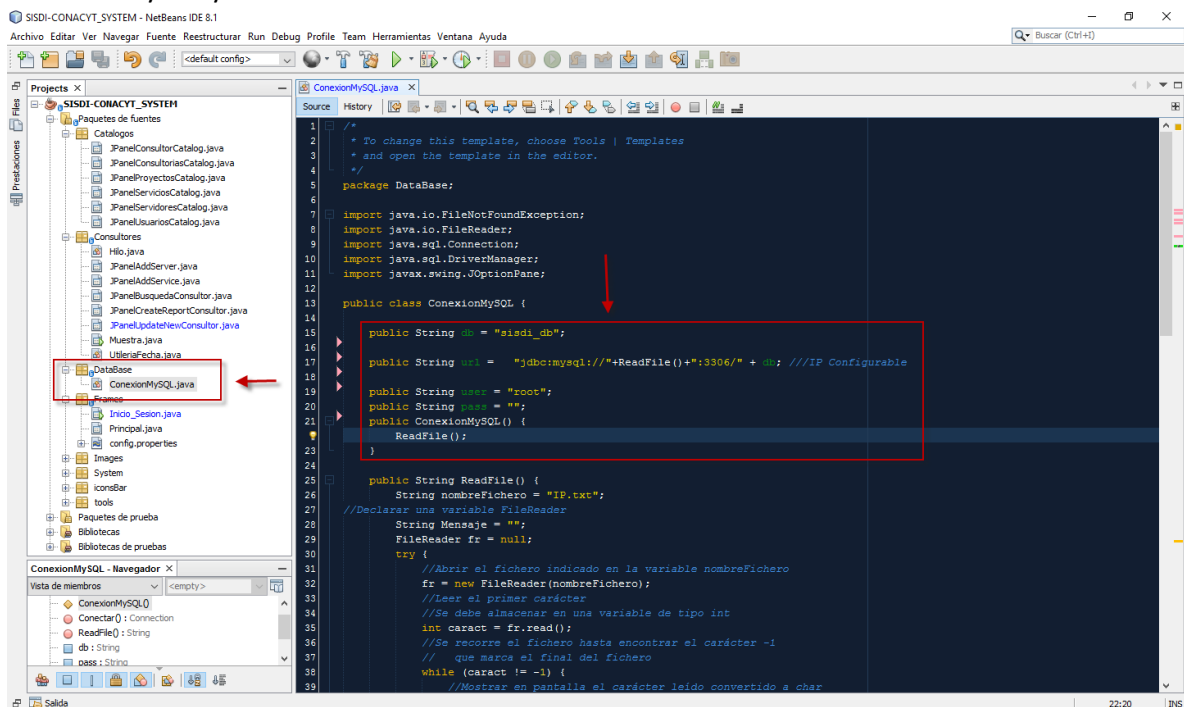 SISDI-CONACYT_SYSTEM - NetBeans IDE 8.1
Archivo Editar Ver Navegar Fuente Reestructurar Run Debug Profile Team Herramientas Ventana Ayuda
Buscar (Ctrl+I)
<default config>
Projects
Files
Prestaciones
SISDI-CONACYT_SYSTEM
Paquetes de fuentes
Catalogos
JPanelConsultorCatalog.java
JPanelConsultoriasCatalog.java
JPanelProyectosCatalog.java
JPanelServiciosCatalog.java
JPanelServidoresCatalog.java
JPanelUsuariosCatalog.java
Consultores
Hilo.java
JPanelAddServer.java
JPanelAddService.java
JPanelBusquedaConsultor.java
JPanelCreateReportConsultor.java
JPanelUpdateNewConsultor.java
Muestra.java
UtileriaFecha.java
DataBase
ConexionMySQL.java
Frames
Inicio_Sesion.java
Principal.java
config.properties
Images
System
iconsBar
tools
Paquetes de prueba
Bibliotecas
Bibliotecas de pruebas
ConexionMySQL - Navegador
Vista de miembros
<empty>
ConexionMySQL()
Conectar() : Connection
ReadFile() : String
db : String
pass : String
ConexionMySQL.java
Source History
1 /*
2 * To change this template, choose Tools | Templates
3 * and open the template in the editor.
4 */
5 package DataBase;
6
7 import java.io.FileNotFoundException;
8 import java.io.FileReader;
9 import java.sql.Connection;
10 import java.sql.DriverManager;
11 import javax.swing.JOptionPane;
12
13 public class ConexionMySQL {
14
15 public String db = "sisdi_db";
16
17 public String url = "jdbc:mysql://"+ReadFile()+":3306/" + db; ///IP Configurable
18
19 public String user = "root";
20 public String pass = "";
21 public ConexionMySQL() {
ReadFile();
23 }
24
25 public String ReadFile() {
26 String nombreFichero = "IP.txt";
27 //Declarar una variable FileReader
28 String Mensaje = "";
29 FileReader fr = null;
30 try {
31 //Abrir el fichero indicado en la variable nombreFichero
32 fr = new FileReader(nombreFichero);
33 //Leer el primer carácter
34 //Se debe almacenar en una variable de tipo int
35 int caract = fr.read();
36 //Se recorre el fichero hasta encontrar el carácter -1
37 // que marca el final del fichero
38 while (caract != -1) {
39 //Mostrar en pantalla el carácter leído convertido a char
Salida
22:20 INS